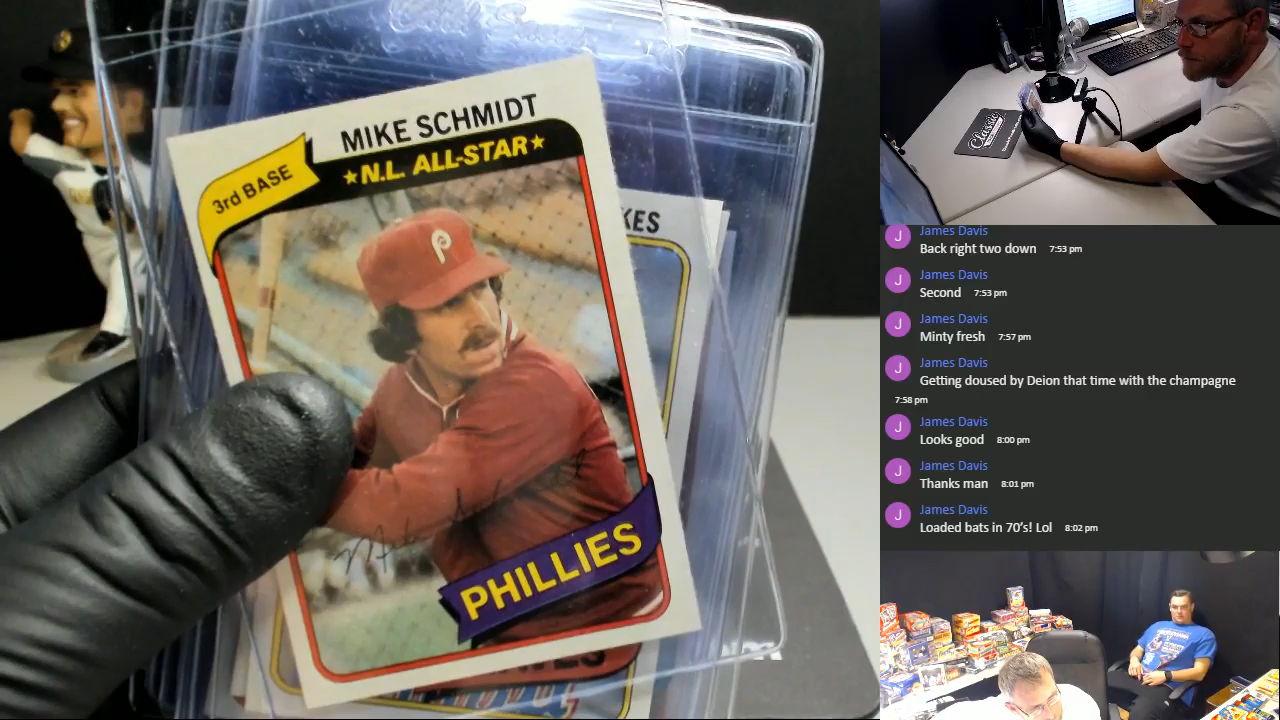 MIKE SCHMIDT
★N.L. ALL-STAR★
3rd BASE
P
KES
PHILLIES
Classic
James Davis
J
Back right two down 7:53 pm
James Davis
J
Second 7:53 pm
James Davis
J
Minty fresh 7:57 pm
James Davis
J
Getting doused by Deion that time with the champagne
7:58 pm
James Davis
J
Looks good 8:00 pm
James Davis
J
Thanks man 8:01 pm
James Davis
J
Loaded bats in 70's! Lol 8:02 pm